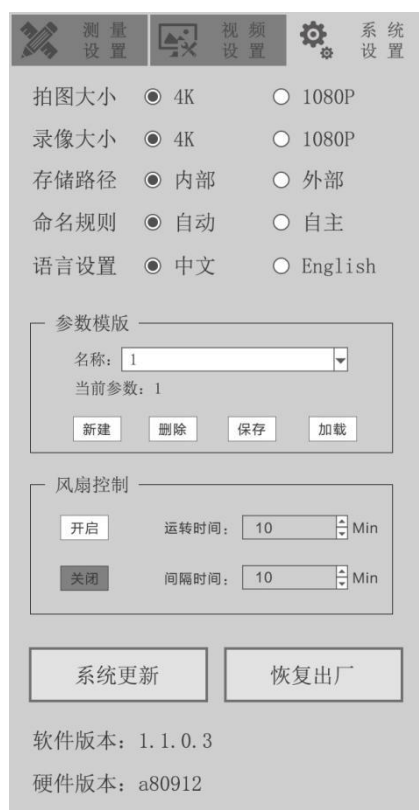 测量设置 视频设置 系统设置
拍图大小 4K 1080P
录像大小 4K 1080P
存储路径 内部 外部
命名规则 自动 自主
语言设置 中文 English
参数模版
名称: 1
当前参数: 1
新建 删除 保存 加载
风扇控制
开启 运转时间: 10 Min
关闭 间隔时间: 10 Min
系统更新 恢复出厂
软件版本: 1.1.0.3
硬件版本: a80912